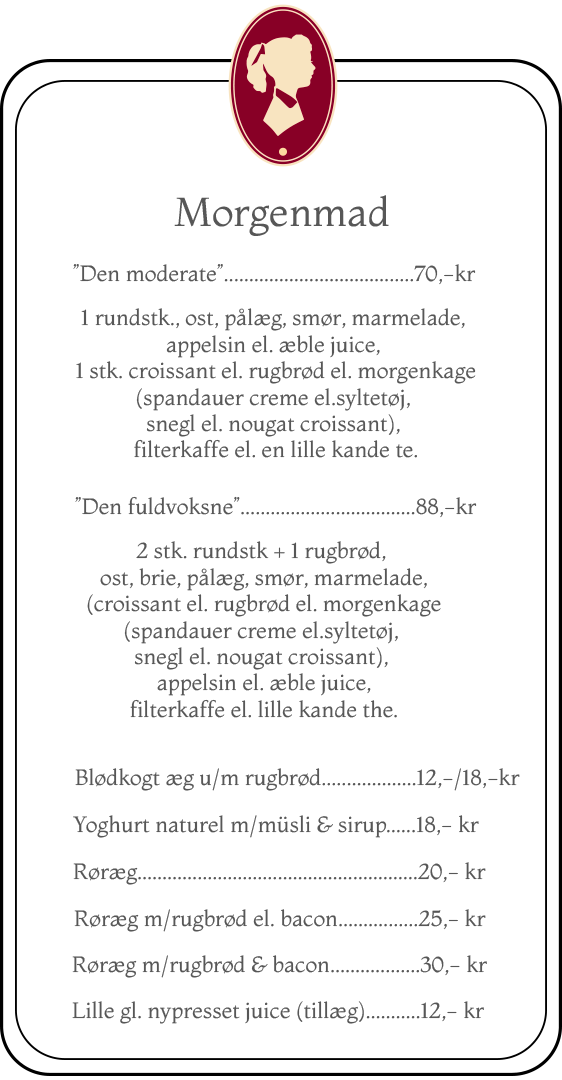 Morgenmad
”Den moderate”......................................70,-kr
1 rundstk., ost, pålæg, smør, marmelade,
appelsin el. æble juice,
1 stk. croissant el. rugbrød el. morgenkage
(spandauer creme el.syltetøj,
snegl el. nougat croissant),
filterkaffe el. en lille kande te.
”Den fuldvoksne”...................................88,-kr
2 stk. rundstk + 1 rugbrød,
ost, brie, pålæg, smør, marmelade,
(croissant el. rugbrød el. morgenkage
(spandauer creme el.syltetøj,
snegl el. nougat croissant),
appelsin el. æble juice,
filterkaffe el. lille kande the.
Blødkogt æg u/m rugbrød...................12,-/18,-kr
Yoghurt naturel m/müsli & sirup......18,- kr
Røræg........................................................20,- kr
Røræg m/rugbrød el. bacon................25,- kr
Røræg m/rugbrød & bacon..................30,- kr
Lille gl. nypresset juice (tillæg)...........12,- kr